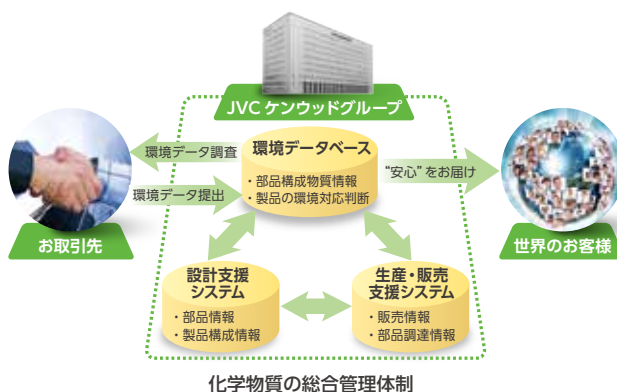 JVC ケンウッドグループ
環境データ調査
環境データベース
・部品構成物質情報
・製品の環境対応判断
“安心”をお届け
環境データ提出
お取引先
世界のお客様
設計支援
システム
・部品情報
・製品構成情報
生産・販売
支援システム
・販売情報
・部品調達情報
化学物質の総合管理体制